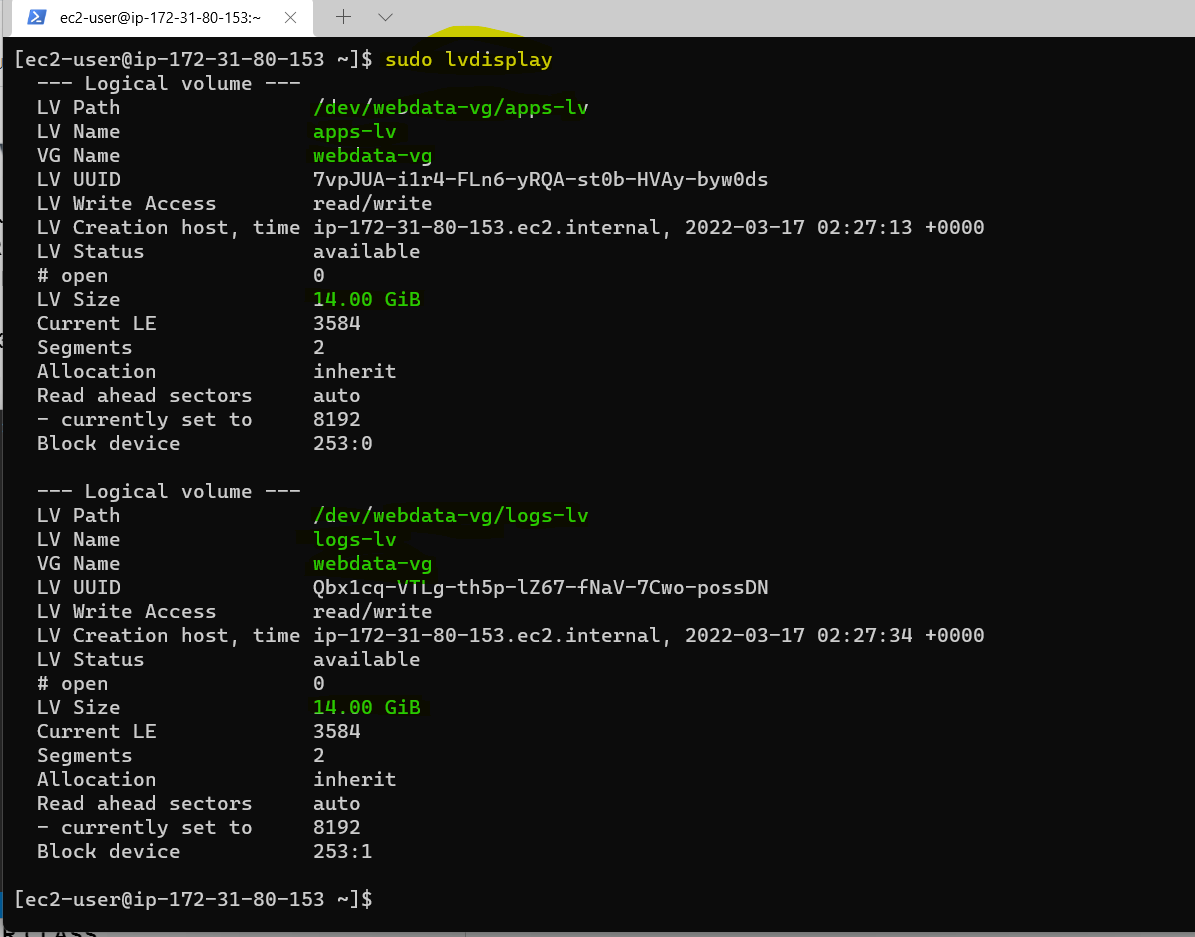 ec2-user@ip-172-31-80-153:~
[ec2-user@ip-172-31-80-153 ~]$ sudo lvdisplay
--- Logical volume ---
LV Path /dev/webdata-vg/apps-lv
LV Name apps-lv
VG Name webdata-vg
LV UUID 7vpJUA-i1r4-FLn6-yRQA-st0b-HVAy-byw0ds
LV Write Access read/write
LV Creation host, time ip-172-31-80-153.ec2.internal, 2022-03-17 02:27:13 +0000
LV Status available
# open 0
LV Size 14.00 GiB
Current LE 3584
Segments 2
Allocation inherit
Read ahead sectors auto
- currently set to 8192
Block device 253:0
--- Logical volume ---
LV Path /dev/webdata-vg/logs-lv
LV Name logs-lv
VG Name webdata-vg
LV UUID Qbx1cq-VTLg-th5p-lZ67-fNaV-7Cwo-possDN
LV Write Access read/write
LV Creation host, time ip-172-31-80-153.ec2.internal, 2022-03-17 02:27:34 +0000
LV Status available
# open 0
LV Size 14.00 GiB
Current LE 3584
Segments 2
Allocation inherit
Read ahead sectors auto
- currently set to 8192
Block device 253:1
[ec2-user@ip-172-31-80-153 ~]$